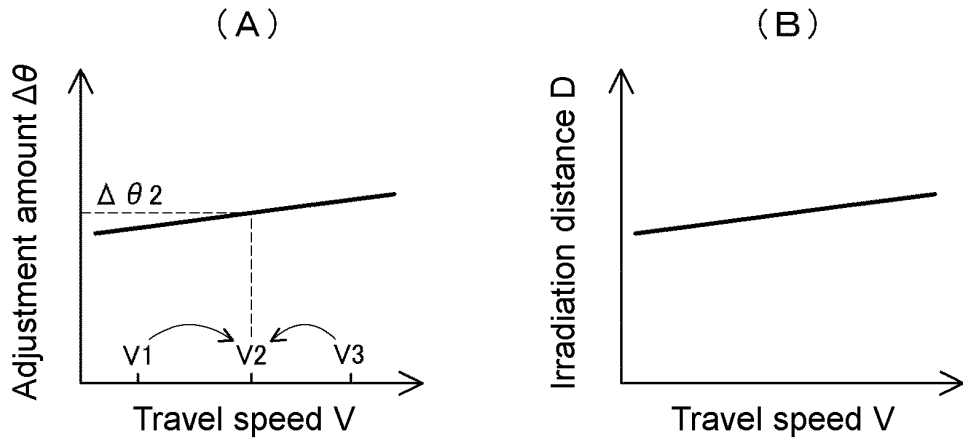 (A)
Adjustment amount Δθ
Δ θ 2
V1 V2 V3
Travel speed V
(B)
Irradiation distance D
Travel speed V